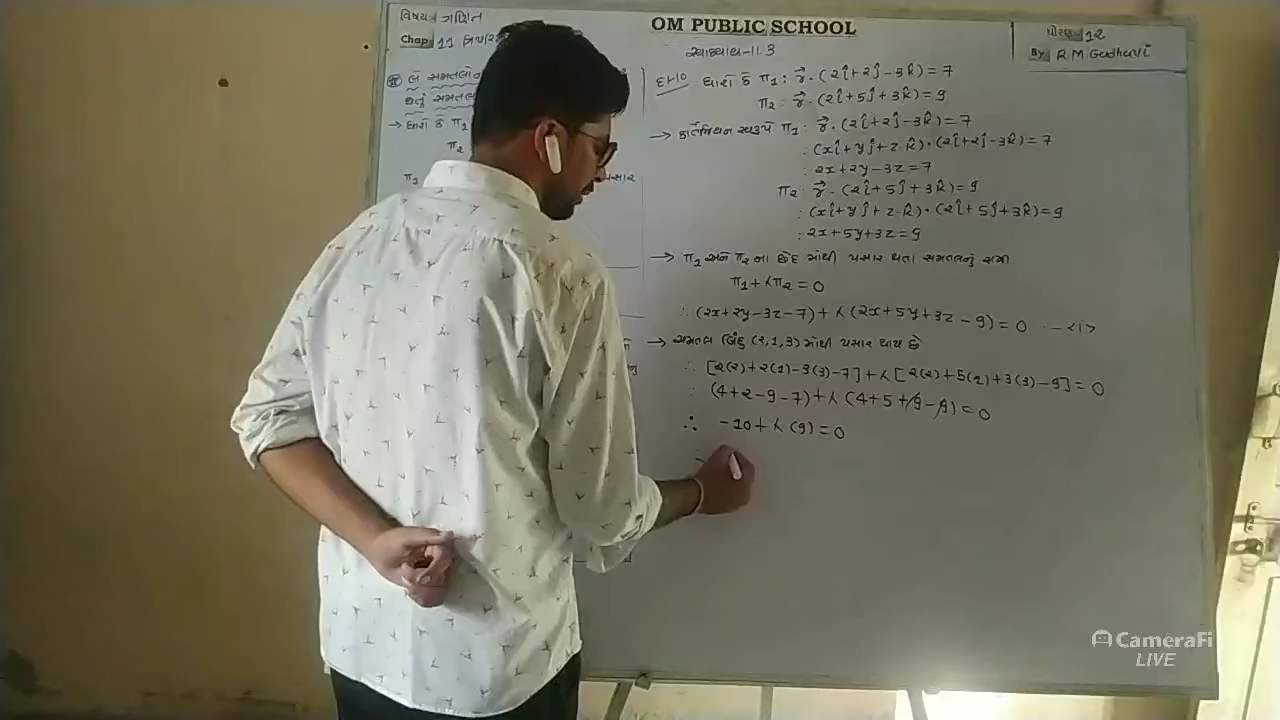 વિષય ગણિત
OM PUBLIC SCHOOL
ધોરણ 12
Chap 11
By R M Gadhavi
સ્વાધ્યાય-11.3
ધારો કે π1 : r⃗·(2î+2ĵ-3k̂)=7
π2 : r⃗·(2î+5ĵ+3k̂)=9
→ ધારો કે π1
π2
π1
→ કાર્તેઝિયન સ્વરૂપે π1 : r⃗·(2î+2ĵ-3k̂)=7
: (xî+yĵ+zk̂)·(2î+2ĵ-3k̂)=7
: 2x+2y-3z=7
π2 : r⃗·(2î+5ĵ+3k̂)=9
: (xî+yĵ+zk̂)·(2î+5ĵ+3k̂)=9
: 2x+5y+3z=9
→ π1 અને π2 ના છેદ માંથી પસાર થતા સમતલનું સમી
π1+λπ2=0
∴ (2x+2y-3z-7)+λ(2x+5y+3z-9)=0 -<i>
→ સમતલ બિંદુ (2,1,3) માંથી પસાર થાય છે
∴ [2(2)+2(1)-3(3)-7]+λ[2(2)+5(1)+3(3)-9]=0
∴ (4+2-9-7)+λ(4+5+9-9)=0
∴ -10+λ(9)=0
CameraFi
LIVE